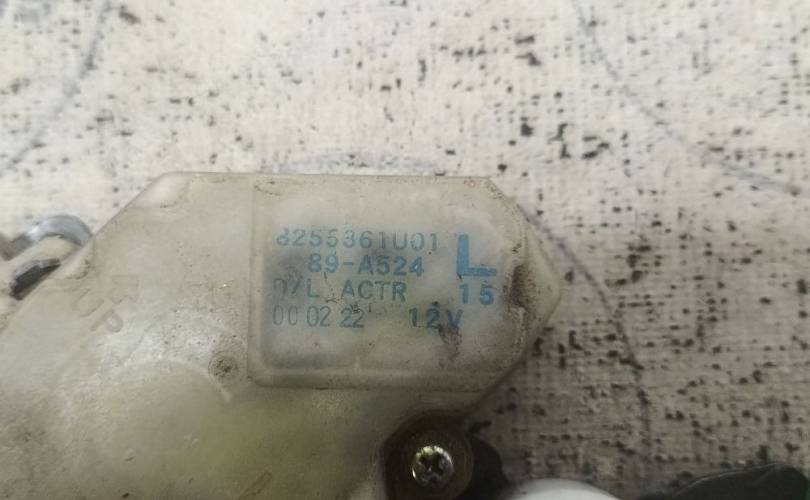 8255361U01
89-A524 L
D/L ACTR 15
00 02 22 12V